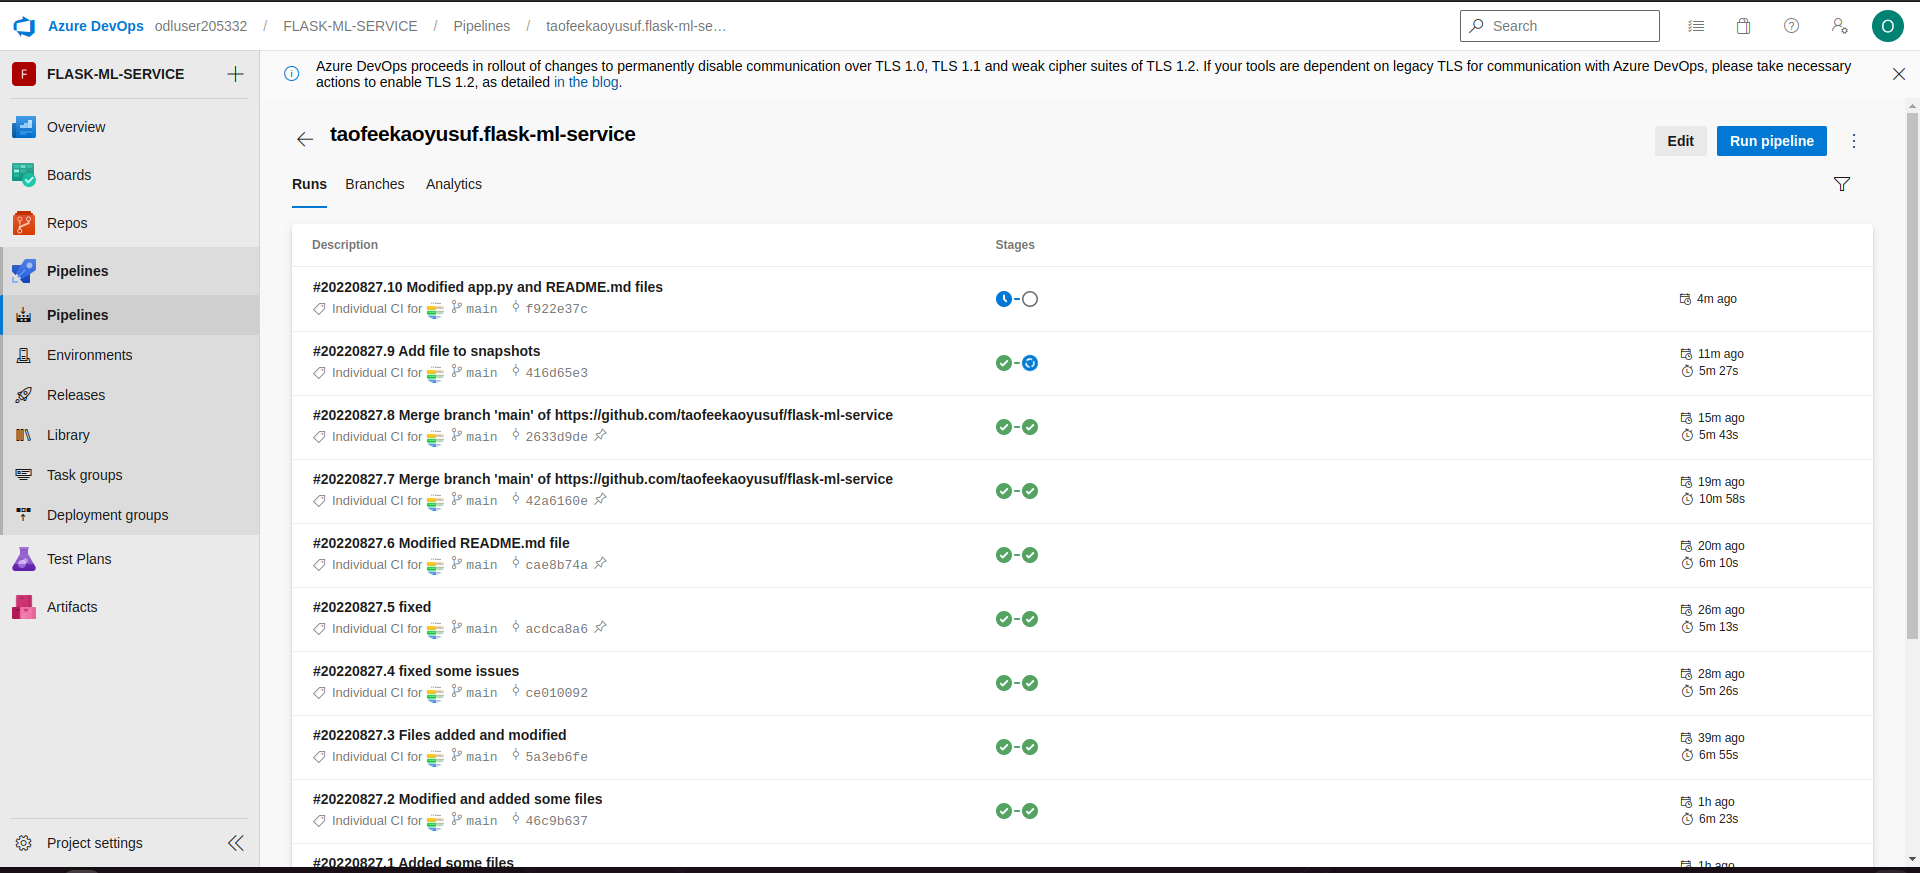 Azure DevOps odluser205332 / FLASK-ML-SERVICE / Pipelines / taofeekaoyusuf.flask-ml-se… Search O
F FLASK-ML-SERVICE
Overview
Boards
Repos
Pipelines
Pipelines
Environments
Releases
Library
Task groups
Deployment groups
Test Plans
Artifacts
Project settings
Azure DevOps proceeds in rollout of changes to permanently disable communication over TLS 1.0, TLS 1.1 and weak cipher suites of TLS 1.2. If your tools are dependent on legacy TLS for communication with Azure DevOps, please take necessary
actions to enable TLS 1.2, as detailed in the blog.
taofeekaoyusuf.flask-ml-service
Edit Run pipeline
Runs Branches Analytics
Description Stages
#20220827.10 Modified app.py and README.md files
Individual CI for main f922e37c
4m ago
#20220827.9 Add file to snapshots
Individual CI for main 416d65e3
11m ago
5m 27s
#20220827.8 Merge branch 'main' of https://github.com/taofeekaoyusuf/flask-ml-service
Individual CI for main 2633d9de
15m ago
5m 43s
#20220827.7 Merge branch 'main' of https://github.com/taofeekaoyusuf/flask-ml-service
Individual CI for main 42a6160e
19m ago
10m 58s
#20220827.6 Modified README.md file
Individual CI for main cae8b74a
20m ago
6m 10s
#20220827.5 fixed
Individual CI for main acdca8a6
26m ago
5m 13s
#20220827.4 fixed some issues
Individual CI for main ce010092
28m ago
5m 26s
#20220827.3 Files added and modified
Individual CI for main 5a3eb6fe
39m ago
6m 55s
#20220827.2 Modified and added some files
Individual CI for main 46c9b637
1h ago
6m 23s
#20220827.1 Added some files
1h ago